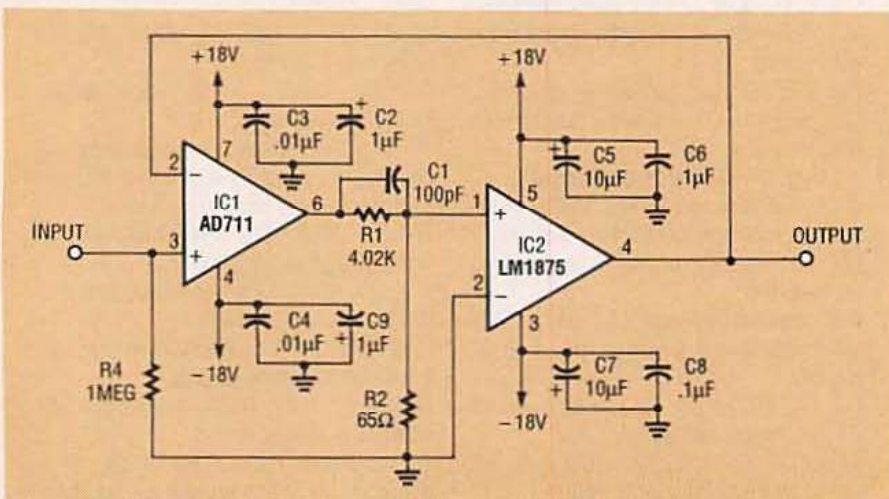 +18V
+18V
C3
.01µF
C2
1µF
+
C5
10µF
+
C6
.1µF
7
2
−
IC1
AD711
6
C1
100pF
R1
4.02K
5
1
+
IC2
LM1875
4
INPUT
3
+
OUTPUT
4
2
−
3
C4
.01µF
C9
1µF
+
R4
1MEG
−18V
R2
65Ω
C7
10µF
+
C8
.1µF
−18V